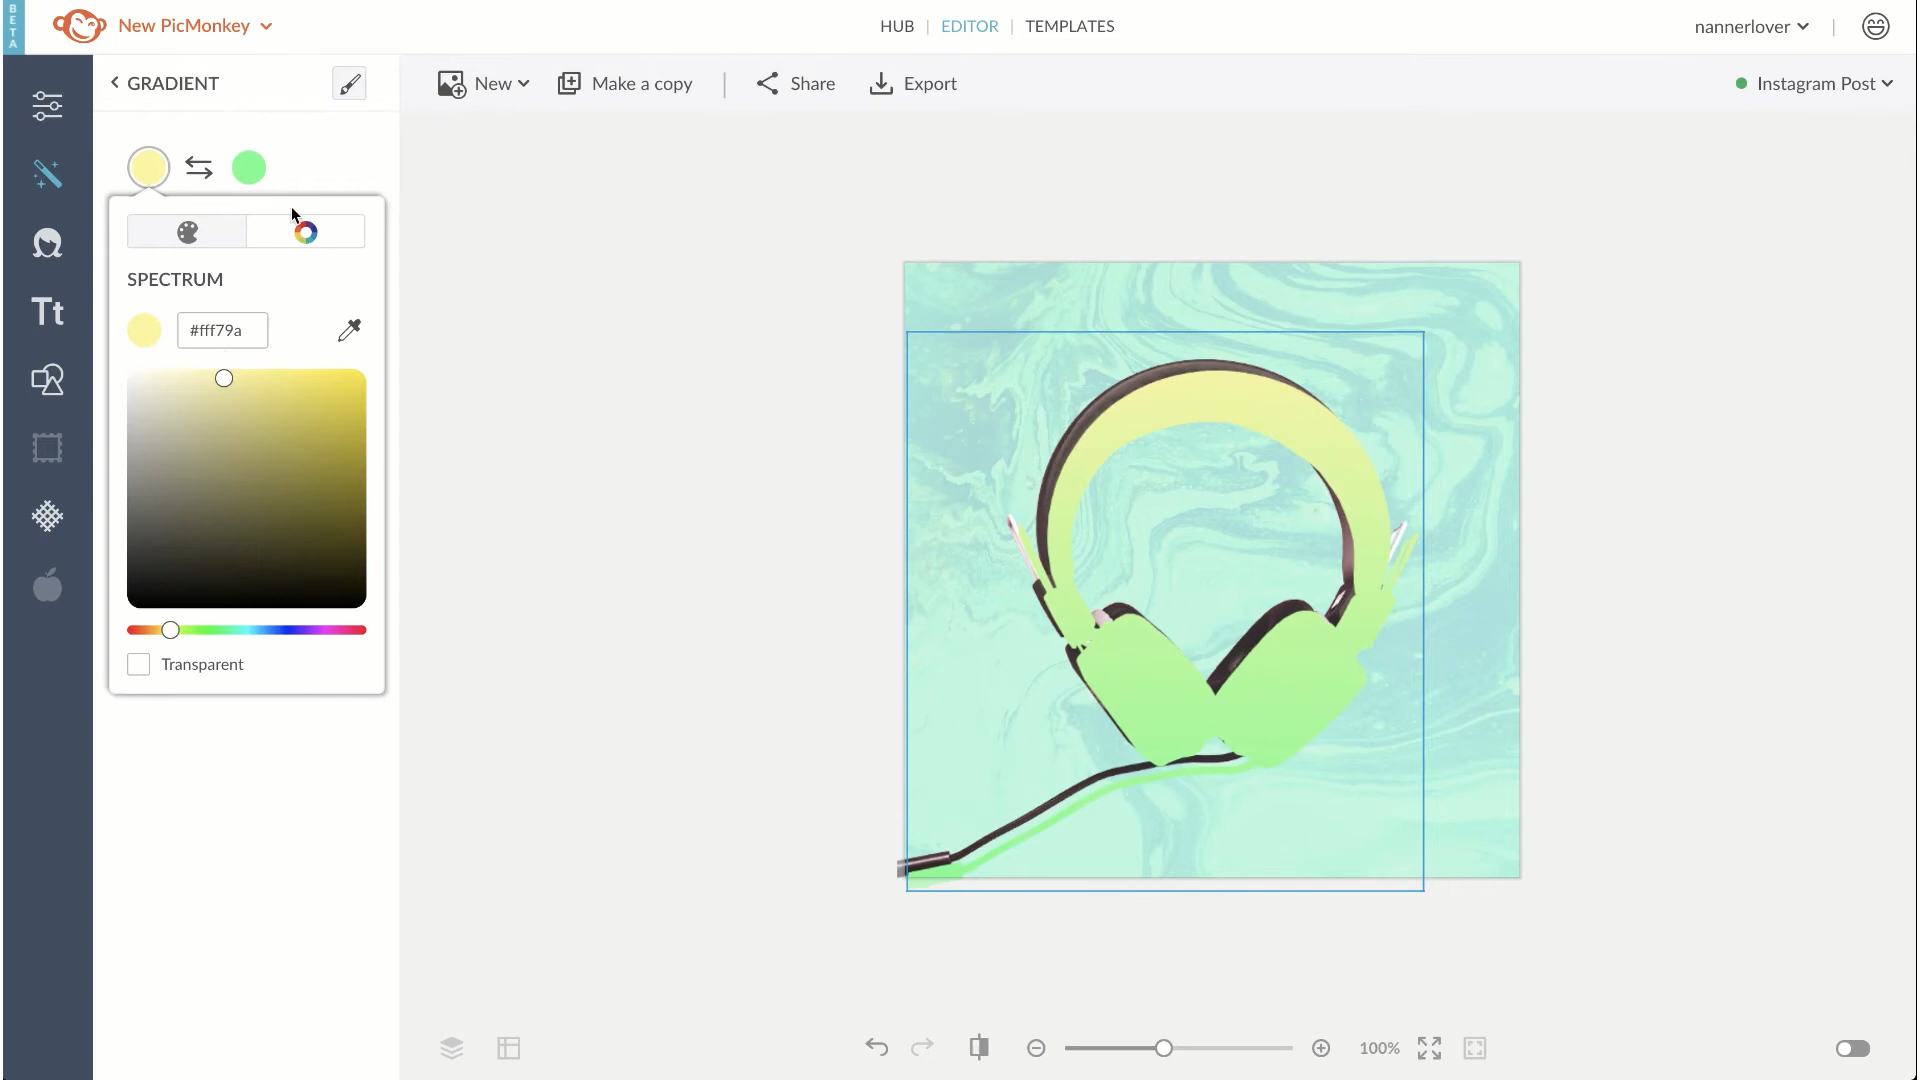 BETA
New PicMonkey
HUB | EDITOR | TEMPLATES
nannerlover
GRADIENT
New
Make a copy
Share
Export
Instagram Post
SPECTRUM
#fff79a
Tt
Transparent
100%